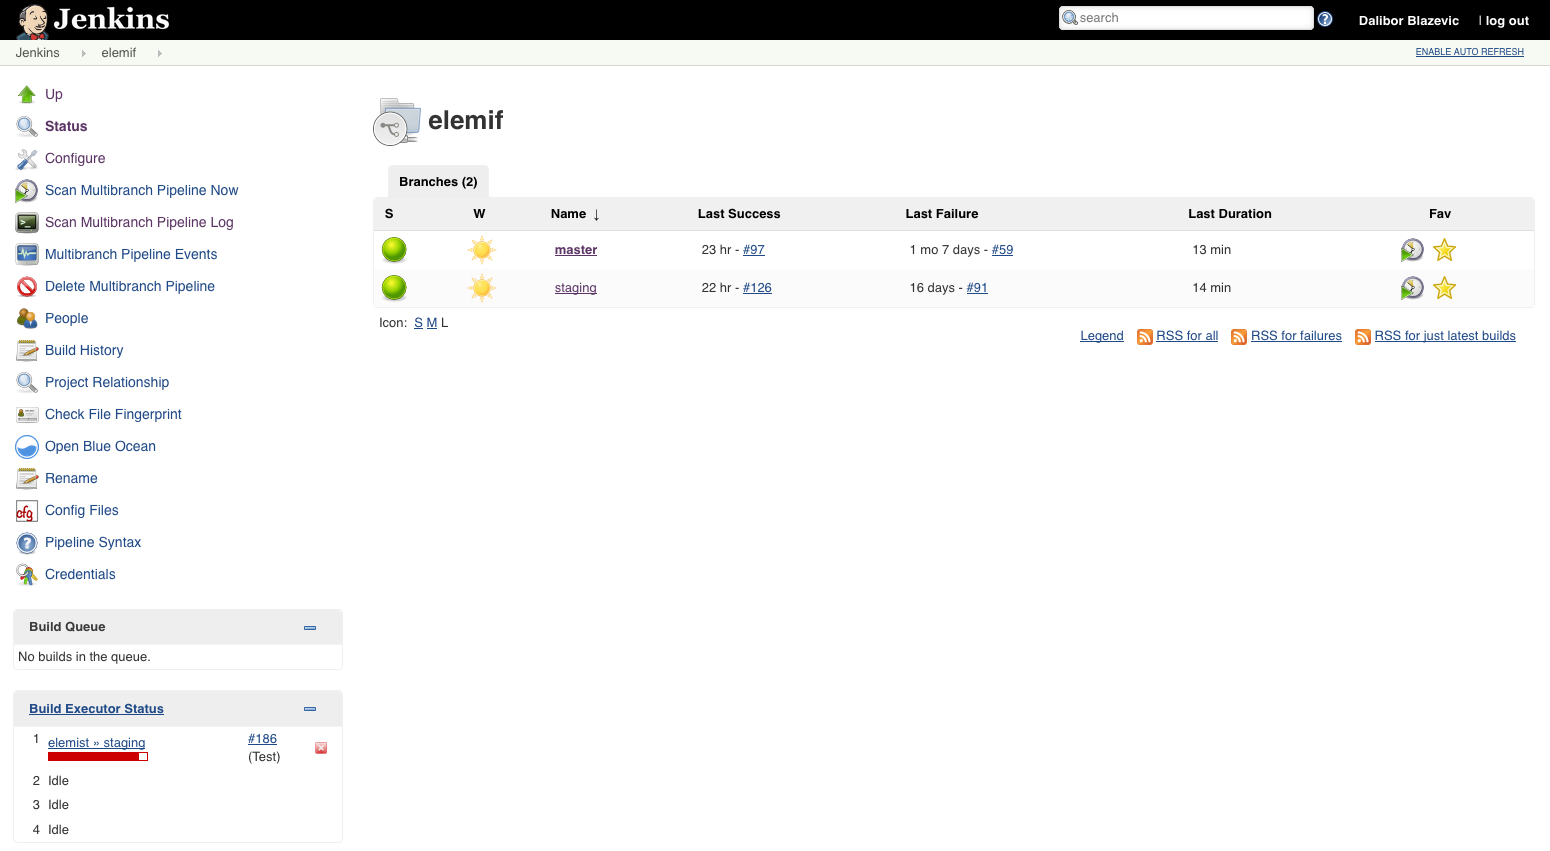 Jenkins
search
Dalibor Blazevic | log out
Jenkins elemif
ENABLE AUTO REFRESH
Up
Status
Configure
Scan Multibranch Pipeline Now
Scan Multibranch Pipeline Log
Multibranch Pipeline Events
Delete Multibranch Pipeline
People
Build History
Project Relationship
Check File Fingerprint
Open Blue Ocean
Rename
cfg Config Files
Pipeline Syntax
Credentials
Build Queue
No builds in the queue.
Build Executor Status
1 elemist » staging #186
(Test)
2 Idle
3 Idle
4 Idle
elemif
Branches (2)
S W Name ↓ Last Success Last Failure Last Duration Fav
master 23 hr - #97 1 mo 7 days - #59 13 min
staging 22 hr - #126 16 days - #91 14 min
Icon: S M L
Legend RSS for all RSS for failures RSS for just latest builds